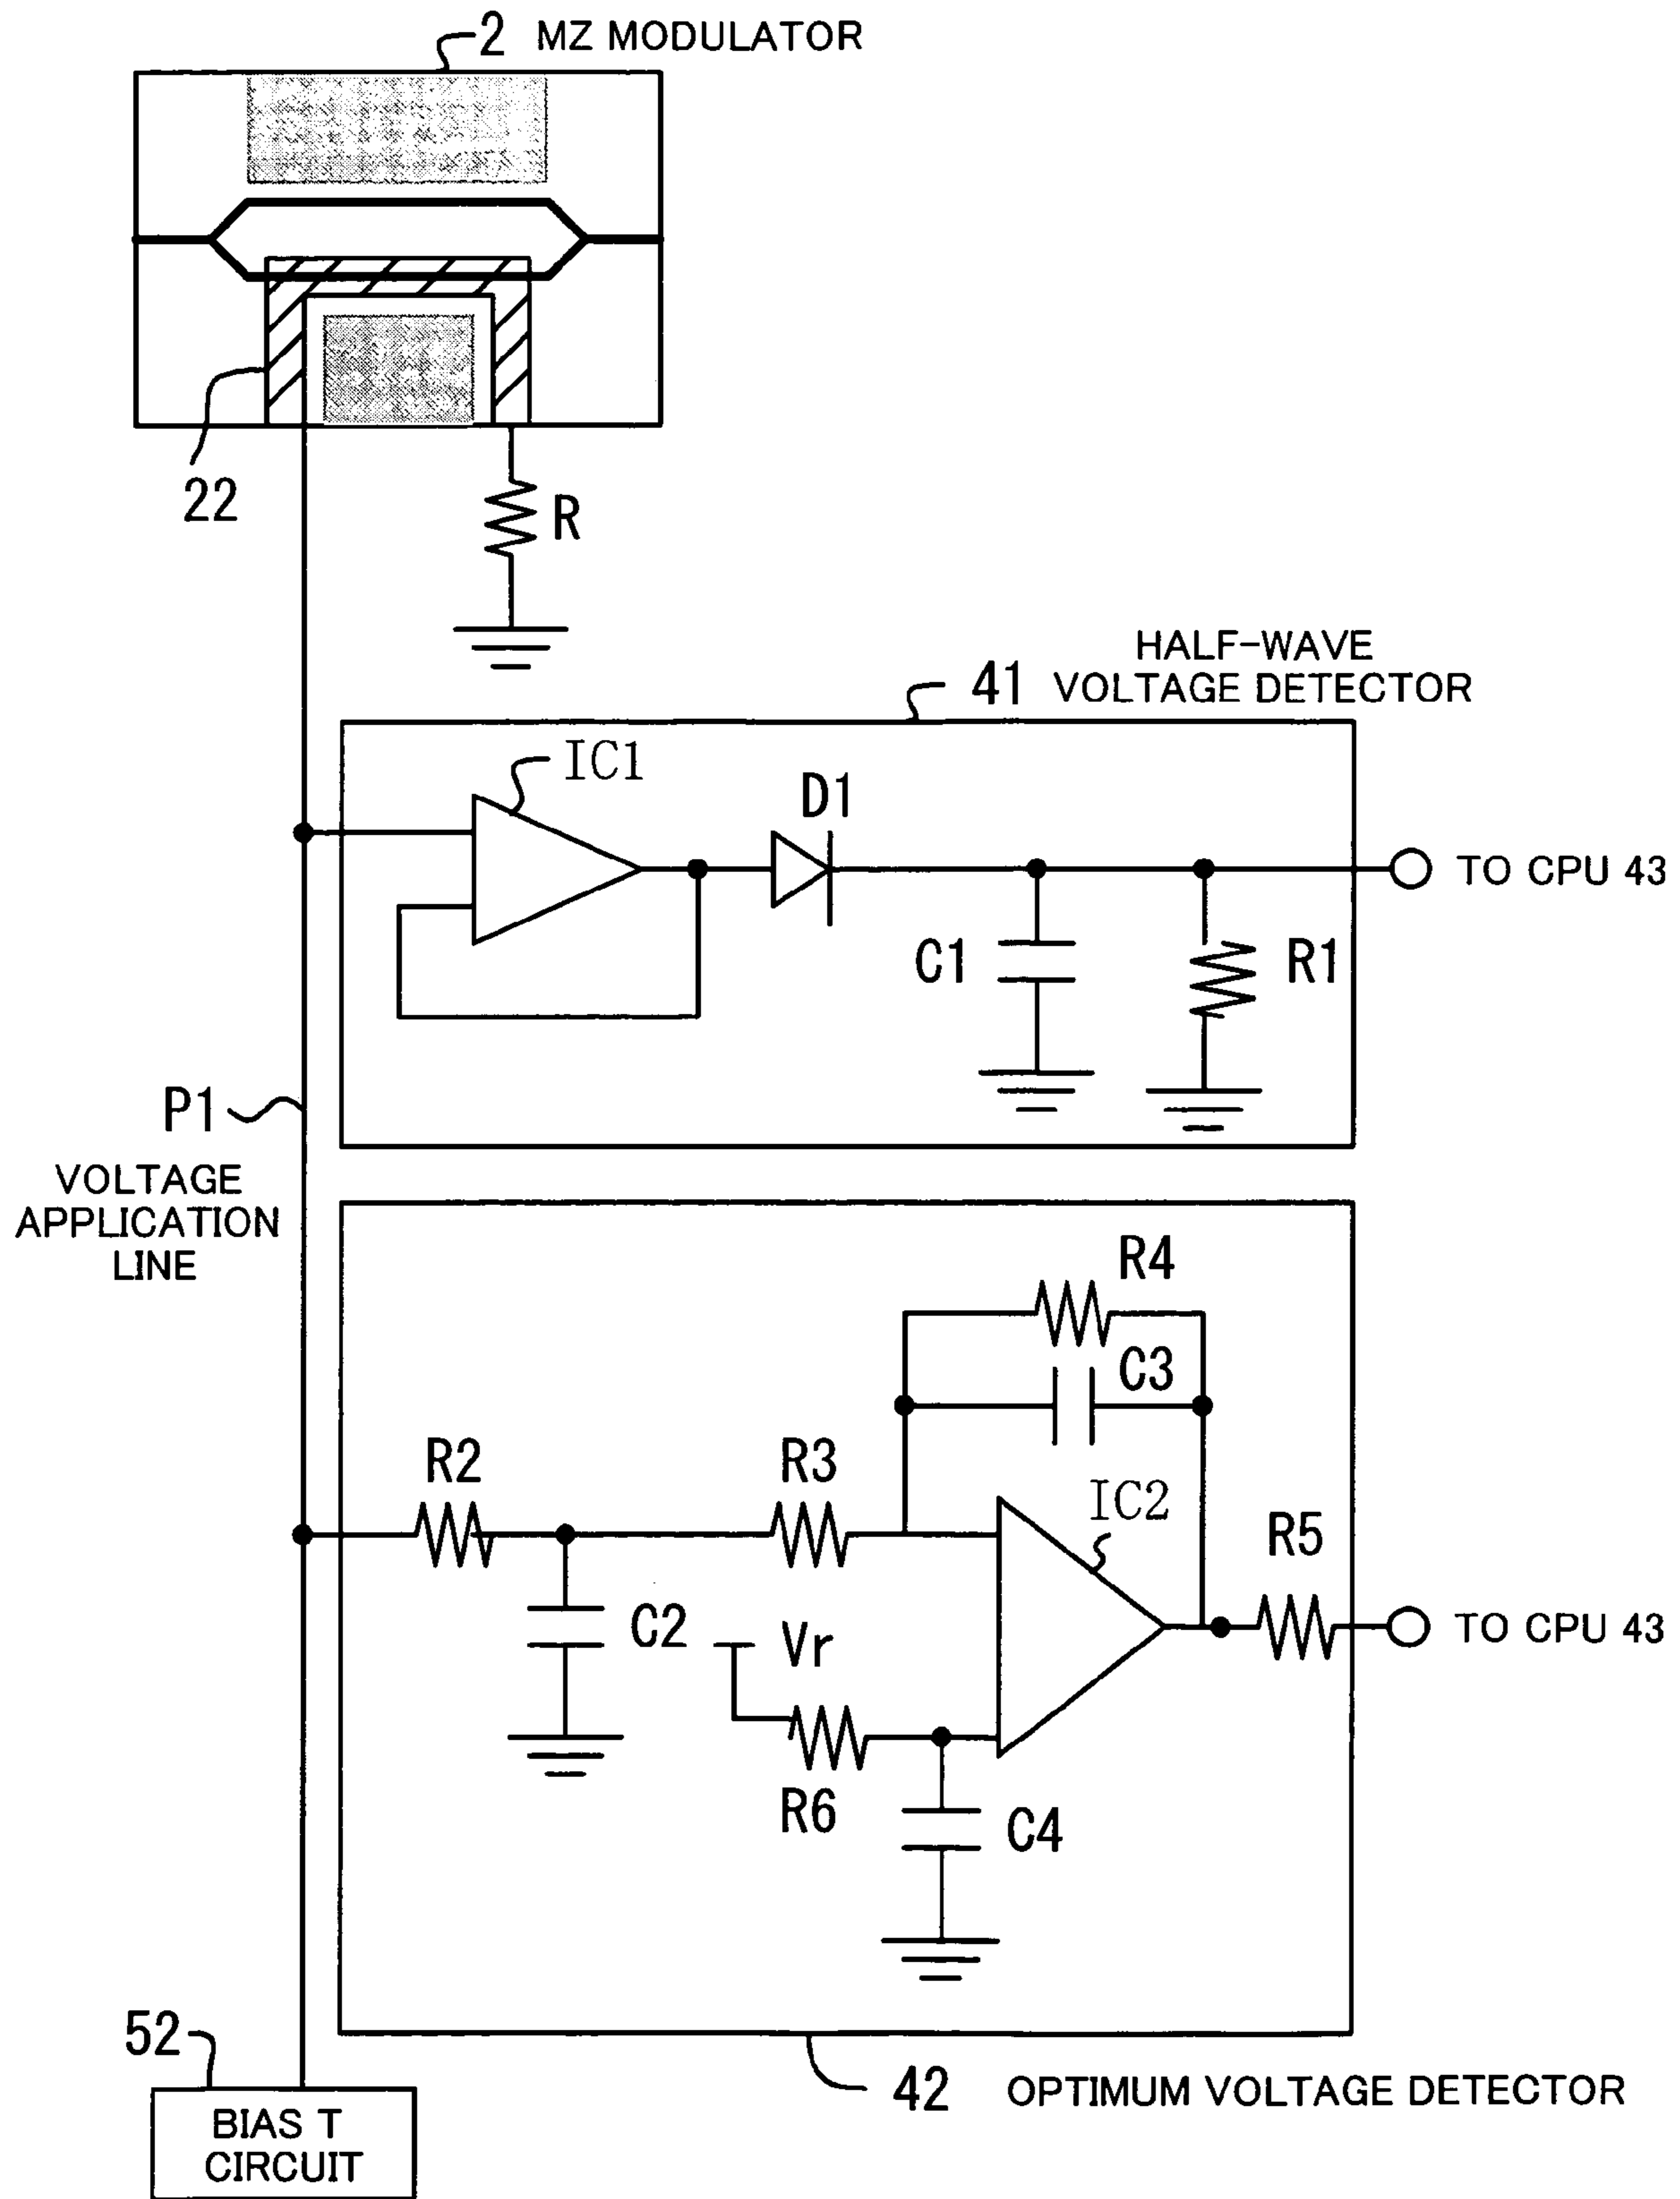 2 MZ MODULATOR
22
R
HALF-WAVE
41 VOLTAGE DETECTOR
IC1
D1
TO CPU 43
C1
R1
P1
VOLTAGE
APPLICATION
LINE
R4
C3
R2
R3
IC2
R5
C2
Vr
TO CPU 43
R6
C4
52
42 OPTIMUM VOLTAGE DETECTOR
BIAS T
CIRCUIT